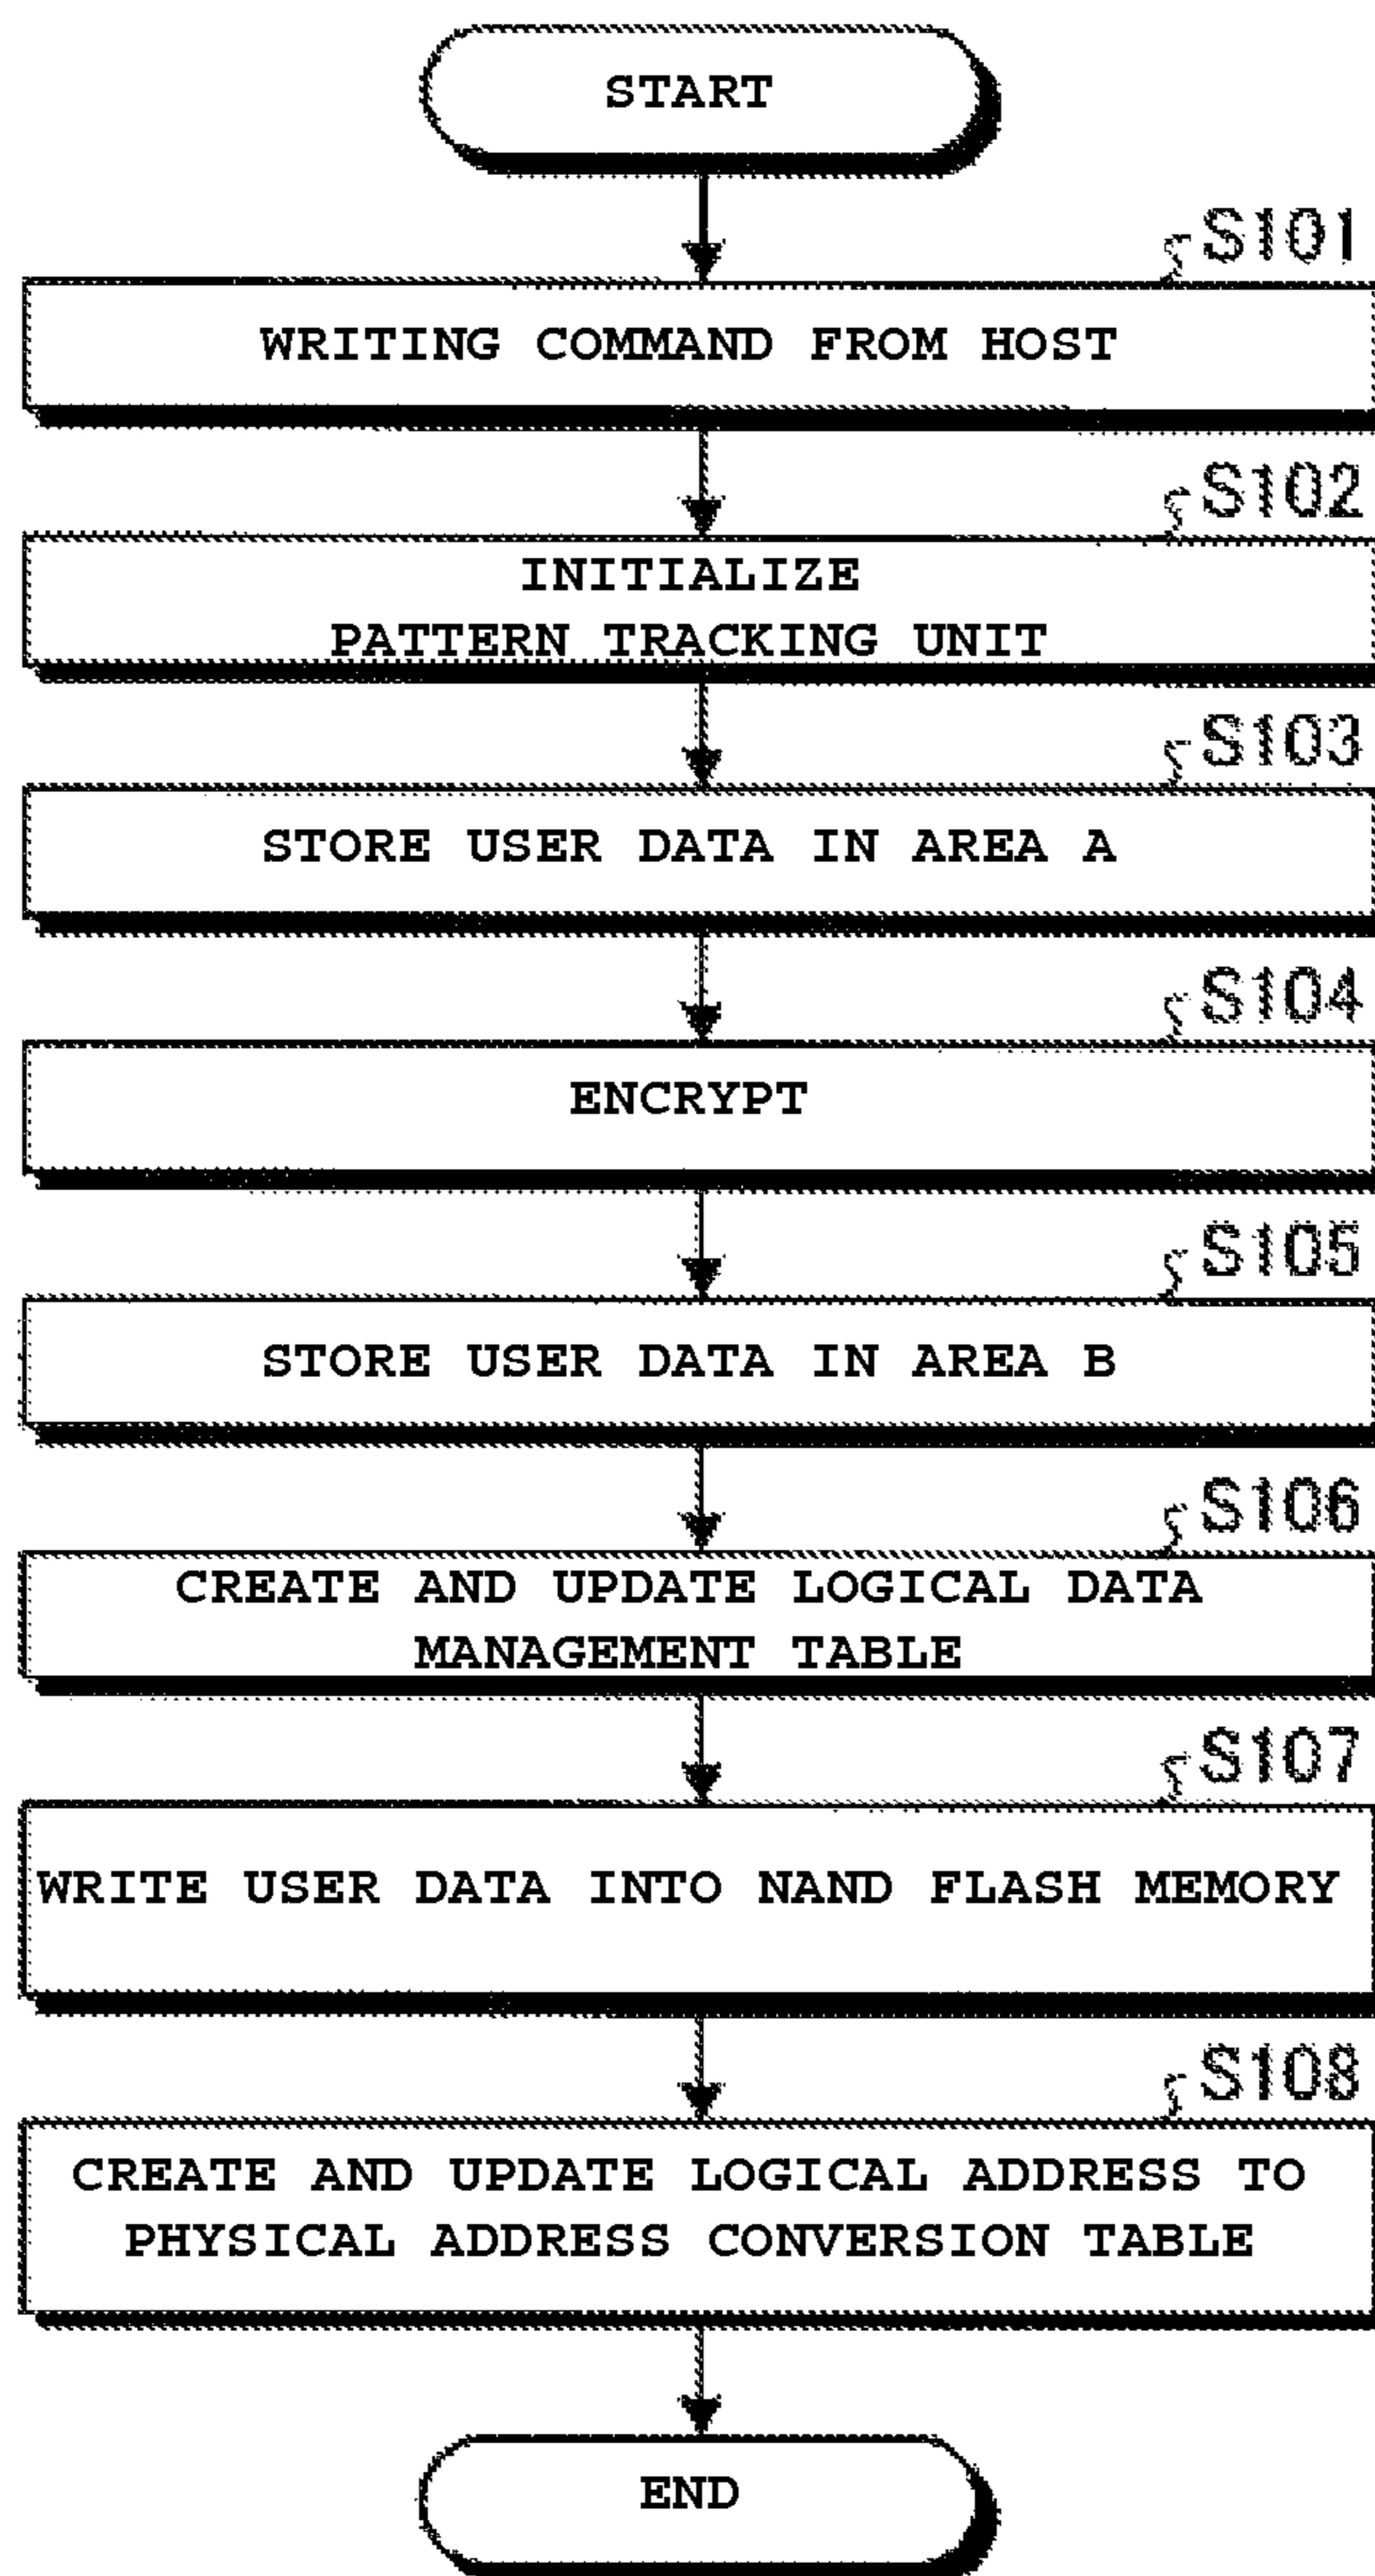 START
S101
WRITING COMMAND FROM HOST
S102
INITIALIZE
PATTERN TRACKING UNIT
S103
STORE USER DATA IN AREA A
S104
ENCRYPT
S105
STORE USER DATA IN AREA B
S106
CREATE AND UPDATE LOGICAL DATA
MANAGEMENT TABLE
S107
WRITE USER DATA INTO NAND FLASH MEMORY
S108
CREATE AND UPDATE LOGICAL ADDRESS TO
PHYSICAL ADDRESS CONVERSION TABLE
END